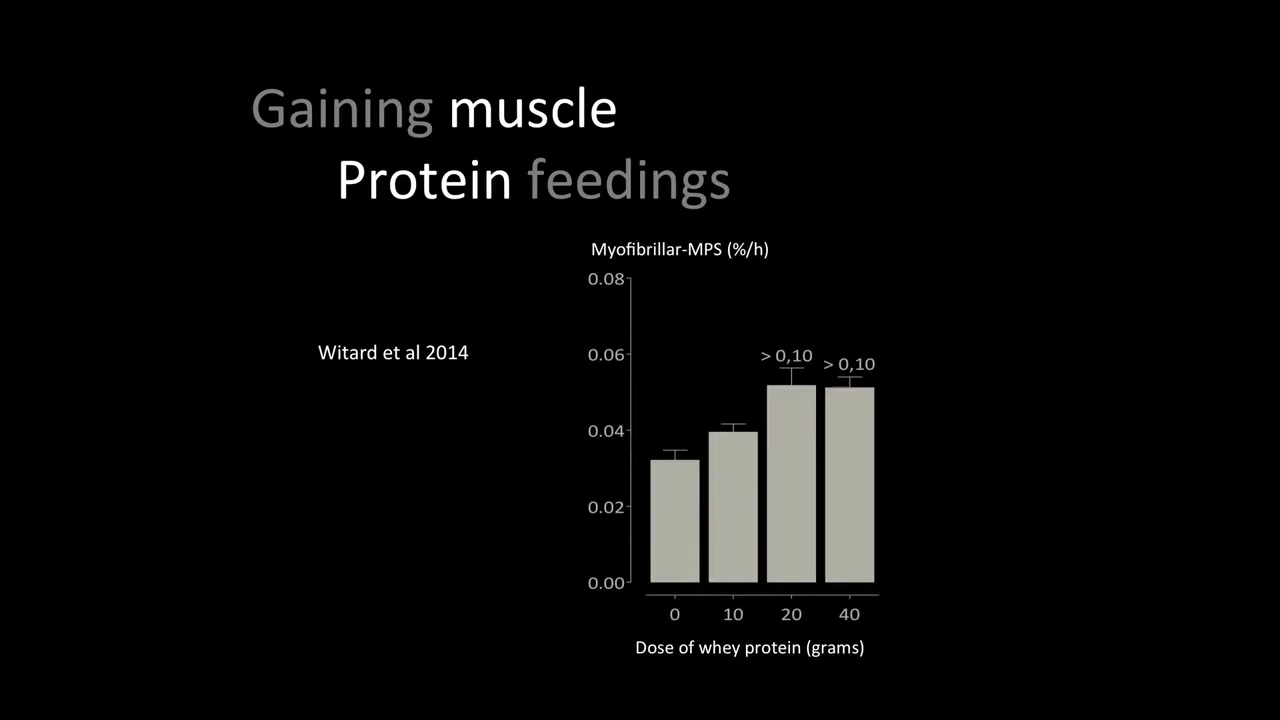 Gaining muscle
Protein feedings
Myofibrillar-MPS (%/h)
0.08
Witard et al 2014
0.06
> 0,10
> 0,10
0.04
0.02
0.00
0 10 20 40
Dose of whey protein (grams)